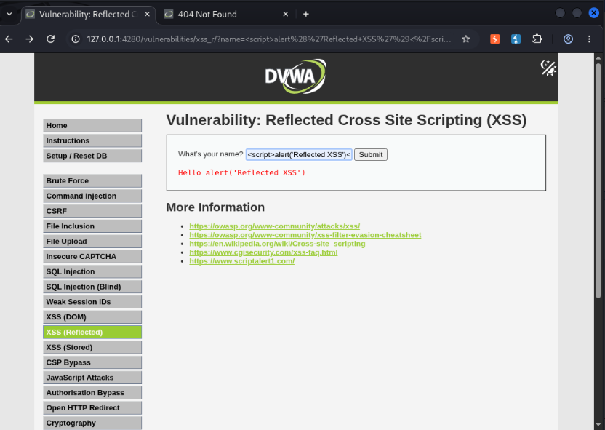 Vulnerability: Reflected C
404 Not Found
127.0.0.1:4280/vulnerabilities/xss_r/?name=<script>alert%28%27Reflected+XSS%27%29<%2Fscri...
DVWA
Vulnerability: Reflected Cross Site Scripting (XSS)
Home
Instructions
Setup / Reset DB
Brute Force
Command Injection
CSRF
File Inclusion
File Upload
Insecure CAPTCHA
SQL Injection
SQL Injection (Blind)
Weak Session IDs
XSS (DOM)
XSS (Reflected)
XSS (Stored)
CSP Bypass
JavaScript Attacks
Authorisation Bypass
Open HTTP Redirect
Cryptography
What's your name? <script>alert('Reflected XSS')< Submit
Hello alert('Reflected XSS')
More Information
https://owasp.org/www-community/attacks/xss/
https://owasp.org/www-community/xss-filter-evasion-cheatsheet
https://en.wikipedia.org/wiki/Cross-site_scripting
https://www.cgisecurity.com/xss-faq.html
https://www.scriptalert1.com/